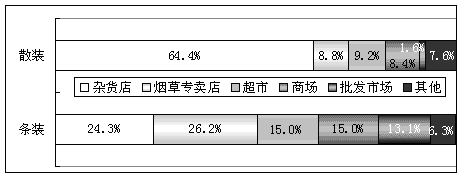 散装 64.4% 8.8% 9.2% 8.4% 1.6% 7.6%
杂货店 烟草专卖店 超市 商场 批发市场 其他
条装 24.3% 26.2% 15.0% 15.0% 13.1% 6.3%